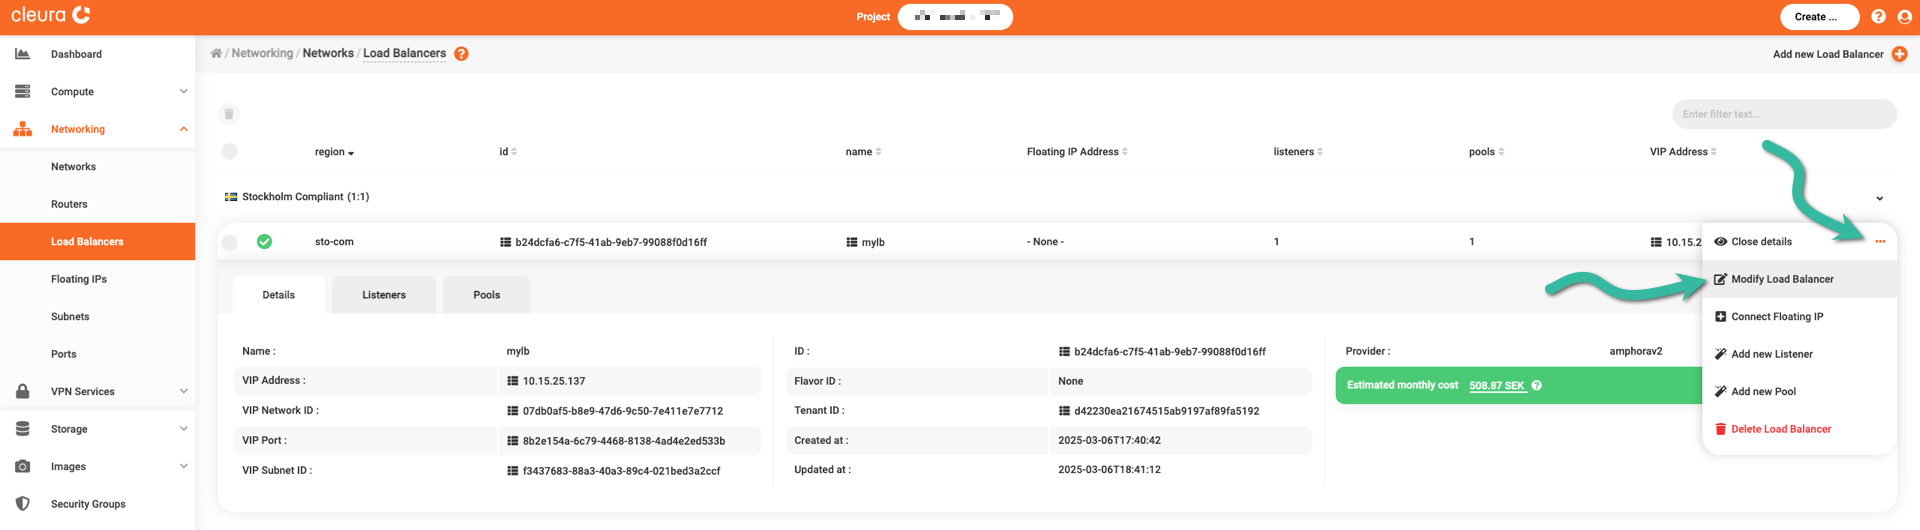 cleura
Project
Create ...
Dashboard
Compute
Networking
Networks
Routers
Load Balancers
Floating IPs
Subnets
Ports
VPN Services
Storage
Images
Security Groups
/ Networking / Networks / Load Balancers ?
Add new Load Balancer
Enter filter text...
region id name Floating IP Address listeners pools VIP Address
Stockholm Compliant (1:1)
sto-com b24dcfa6-c7f5-41ab-9eb7-99088f0d16ff mylb - None - 1 1 10.15.2
Close details
Modify Load Balancer
Connect Floating IP
Add new Listener
Add new Pool
Delete Load Balancer
Details Listeners Pools
Name : mylb
VIP Address : 10.15.25.137
VIP Network ID : 07db0af5-b8e9-47d6-9c50-7e411e7e7712
VIP Port : 8b2e154a-6c79-4468-8138-4ad4e2ed533b
VIP Subnet ID : f3437683-88a3-40a3-89c4-021bed3a2ccf
ID : b24dcfa6-c7f5-41ab-9eb7-99088f0d16ff
Flavor ID : None
Tenant ID : d42230ea21674515ab9197af89fa5192
Created at : 2025-03-06T17:40:42
Updated at : 2025-03-06T18:41:12
Provider : amphorav2
Estimated monthly cost 508.87 SEK ?